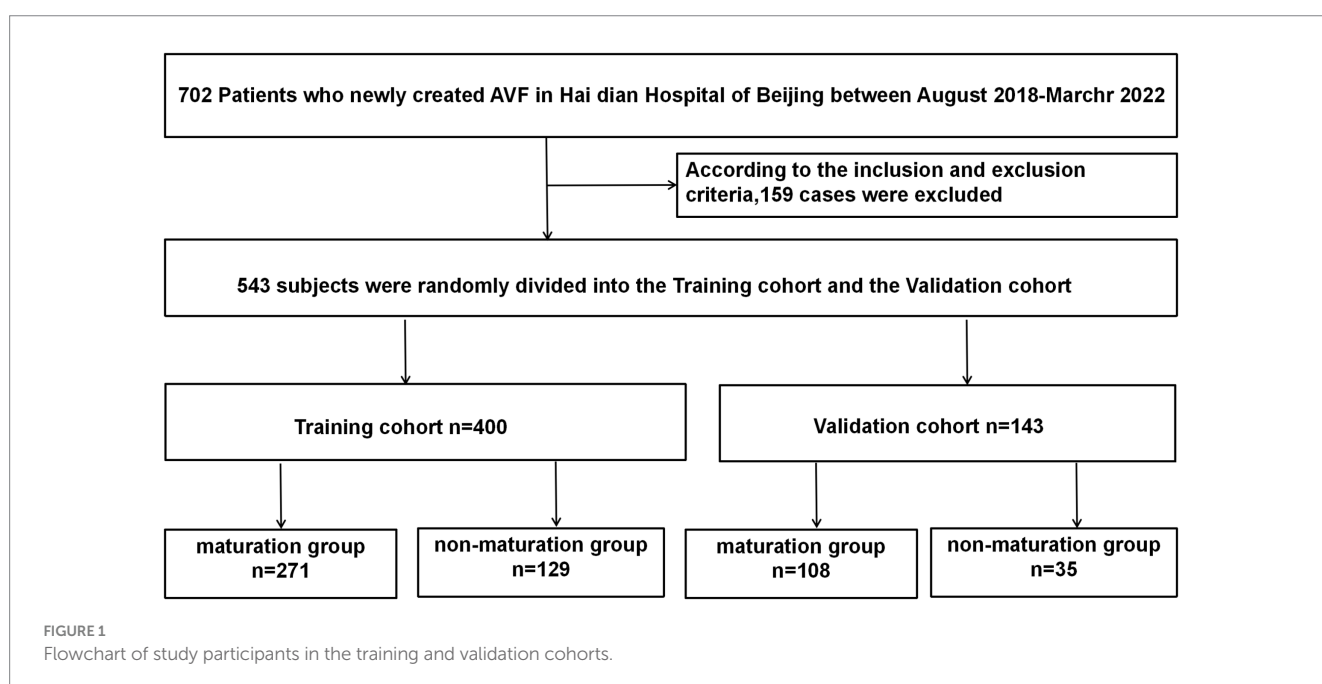 702 Patients who newly created AVF in Hai dian Hospital of Beijing between August 2018-Marchr 2022
According to the inclusion and exclusion
criteria,159 cases were excluded
543 subjects were randomly divided into the Training cohort and the Validation cohort
Training cohort n=400
Validation cohort n=143
maturation group
n=271
non-maturation group
n=129
maturation group
n=108
non-maturation group
n=35
FIGURE 1
Flowchart of study participants in the training and validation cohorts.